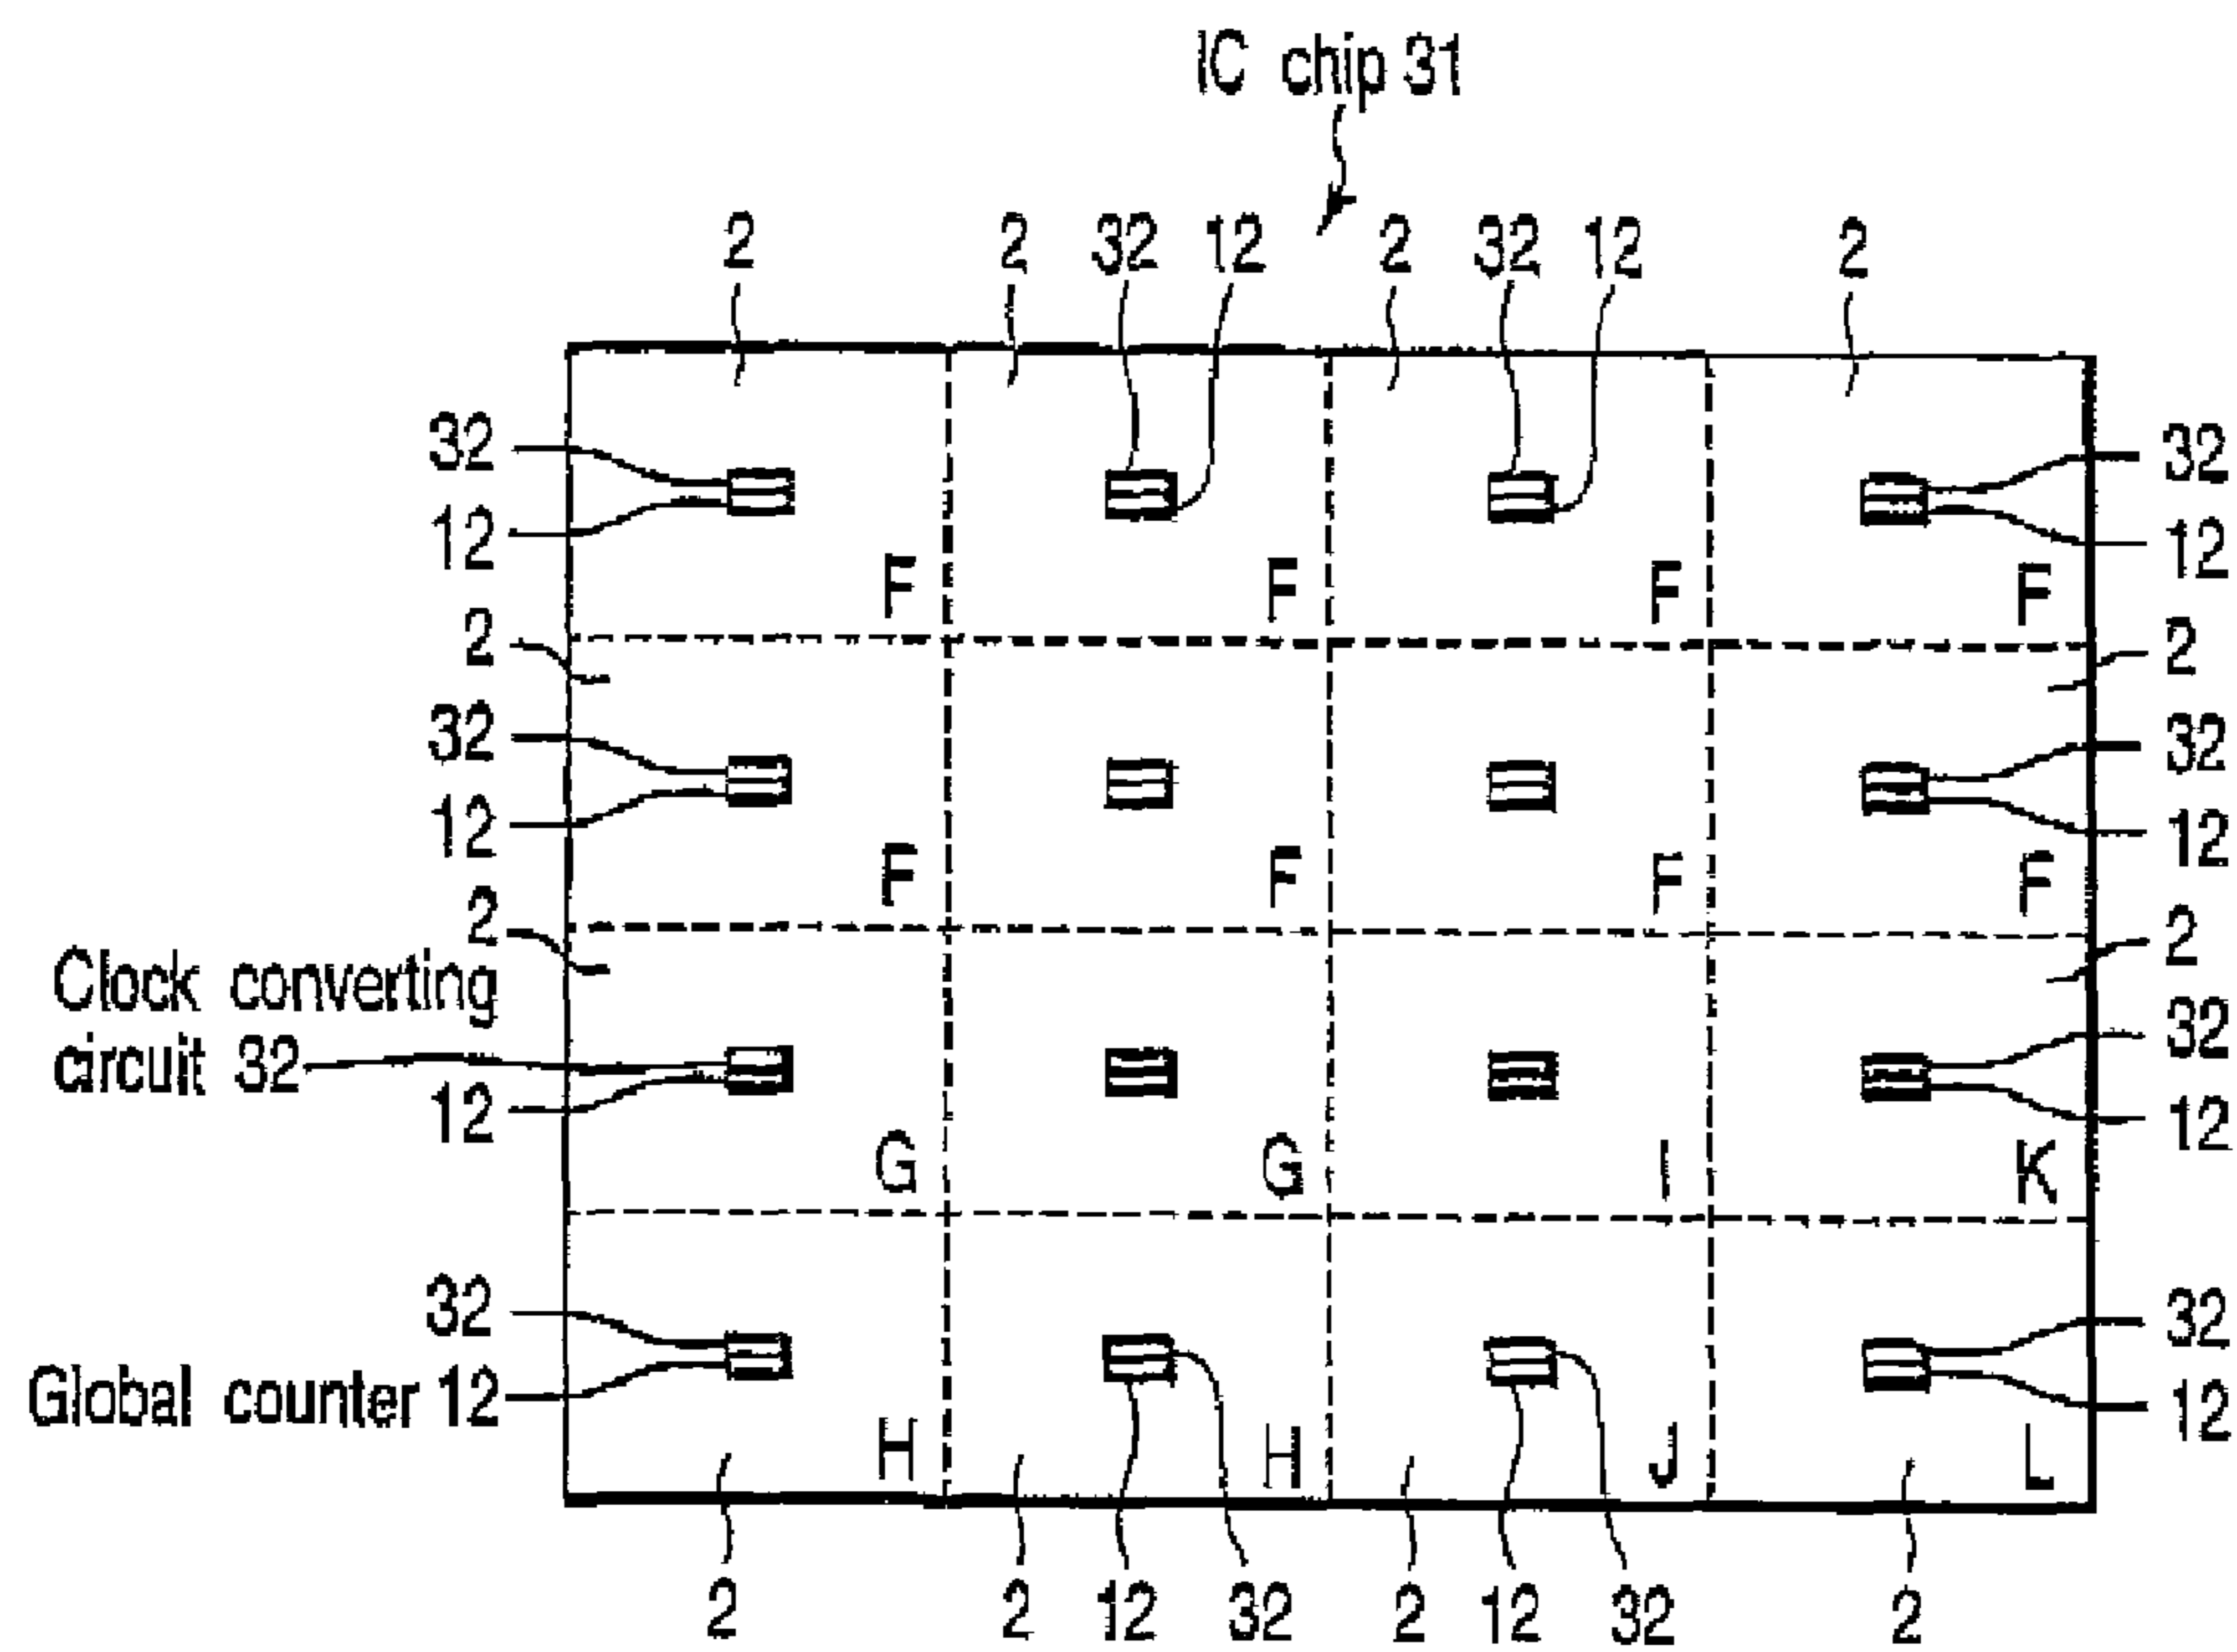 IC chip 31
2 2 32 12 2 32 12 2
32 32
12 12
F F F F
2 2
32 32
12 12
F F F F
2 2
Clock converting
circuit 32 32
12 12
G G I K
32 32
Global counter 12 12
H H J L
2 2 12 32 2 12 32 2